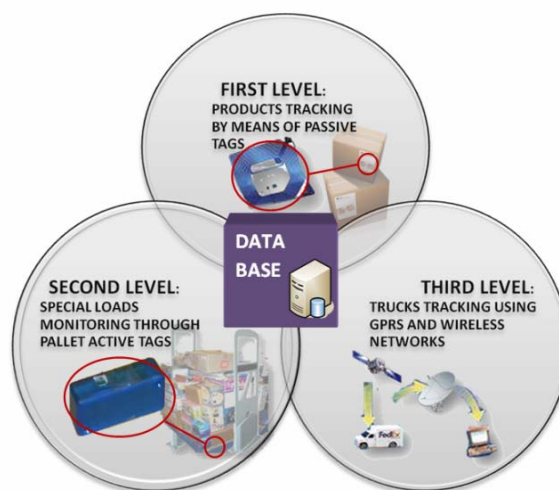 FIRST LEVEL:
PRODUCTS TRACKING
BY MEANS OF PASSIVE
TAGS
DATA
BASE
SECOND LEVEL:
SPECIAL LOADS
MONITORING THROUGH
PALLET ACTIVE TAGS
THIRD LEVEL:
TRUCKS TRACKING USING
GPRS AND WIRELESS
NETWORKS
FedEx